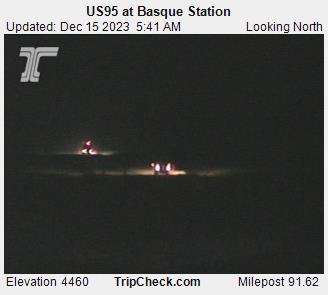 US95 at Basque Station
Updated: Dec 15 2023 5:41 AM Looking North
Elevation 4460 TripCheck.com Milepost 91.62